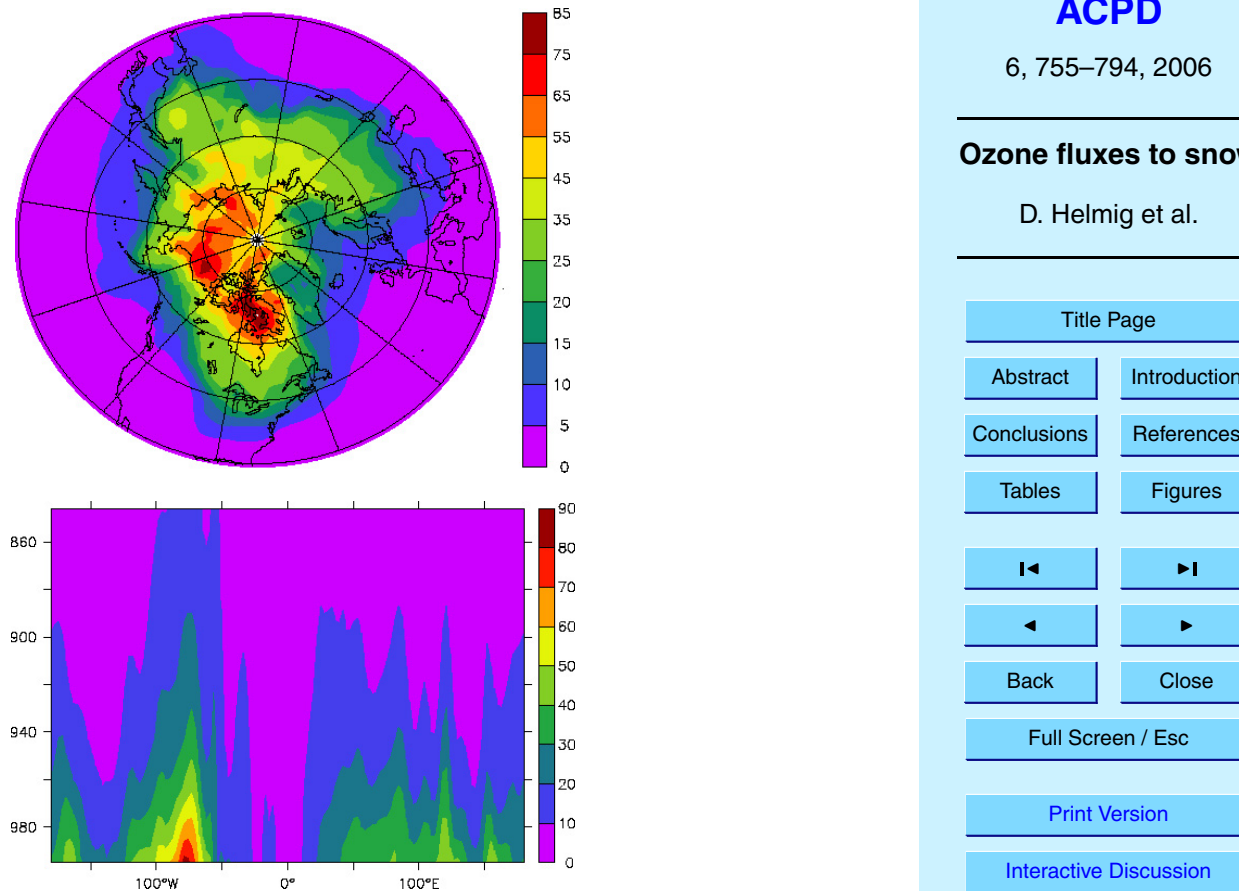 85
75
65
55
45
35
25
20
15
10
5
0
860
900
940
980
100°W
0°
100°E
90
80
70
60
50
40
30
20
10
0
ACPD
6, 755–794, 2006
Ozone fluxes to snow
D. Helmig et al.
Title Page
Abstract
Introduction
Conclusions
References
Tables
Figures
Back
Close
Full Screen / Esc
Print Version
Interactive Discussion